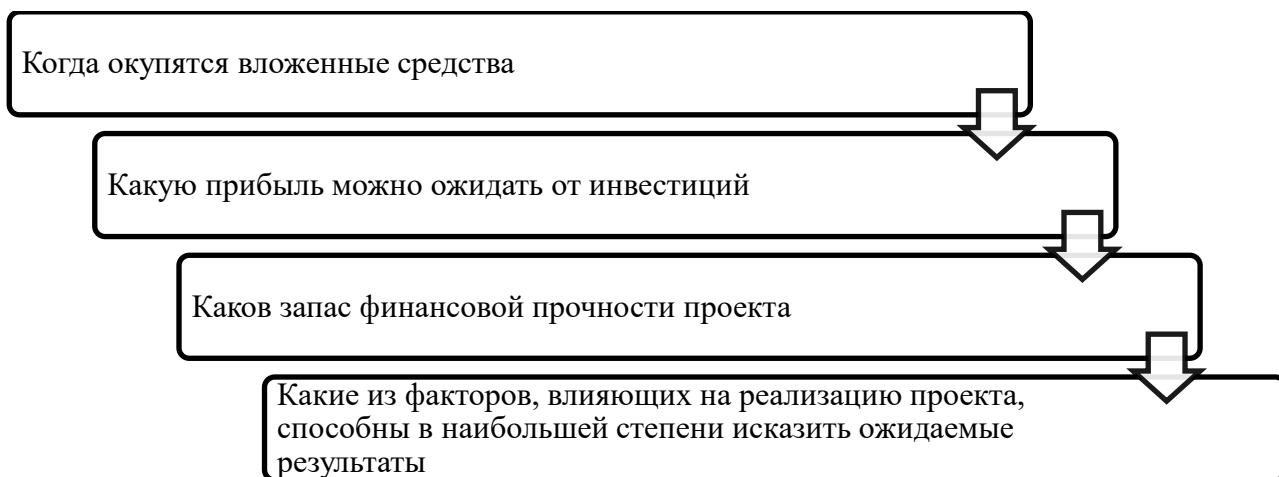 Когда окупятся вложенные средства
Какую прибыль можно ожидать от инвестиций
Каков запас финансовой прочности проекта
Какие из факторов, влияющих на реализацию проекта,
способны в наибольшей степени исказить ожидаемые
результаты